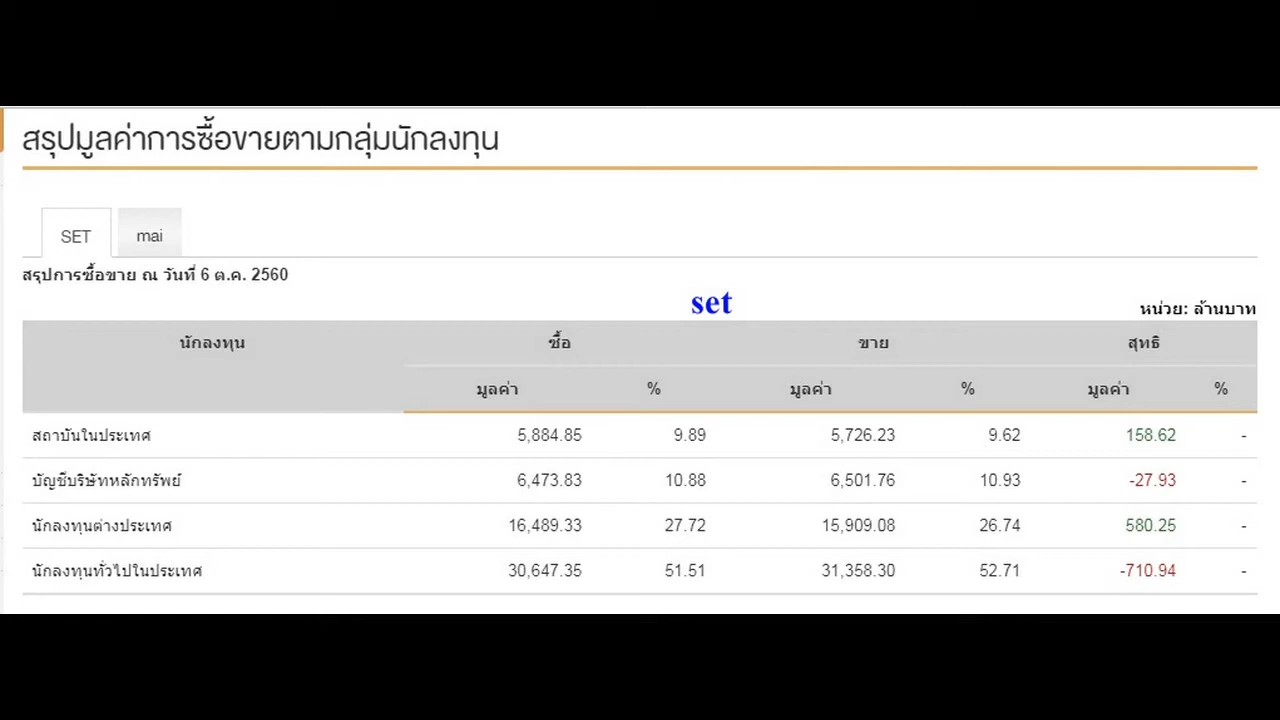 สรุปมูลค่าการซื้อขายตามกลุ่มนักลงทุน
SET mai
สรุปการซื้อขาย ณ วันที่ 6 ต.ค. 2560
set
หน่วย: ล้านบาท
นักลงทุน ซื้อ ขาย สุทธิ
มูลค่า % มูลค่า % มูลค่า %
สถาบันในประเทศ 5,884.85 9.89 5,726.23 9.62 158.62 -
บัญชีบริษัทหลักทรัพย์ 6,473.83 10.88 6,501.76 10.93 -27.93 -
นักลงทุนต่างประเทศ 16,489.33 27.72 15,909.08 26.74 580.25 -
นักลงทุนทั่วไปในประเทศ 30,647.35 51.51 31,358.30 52.71 -710.94 -